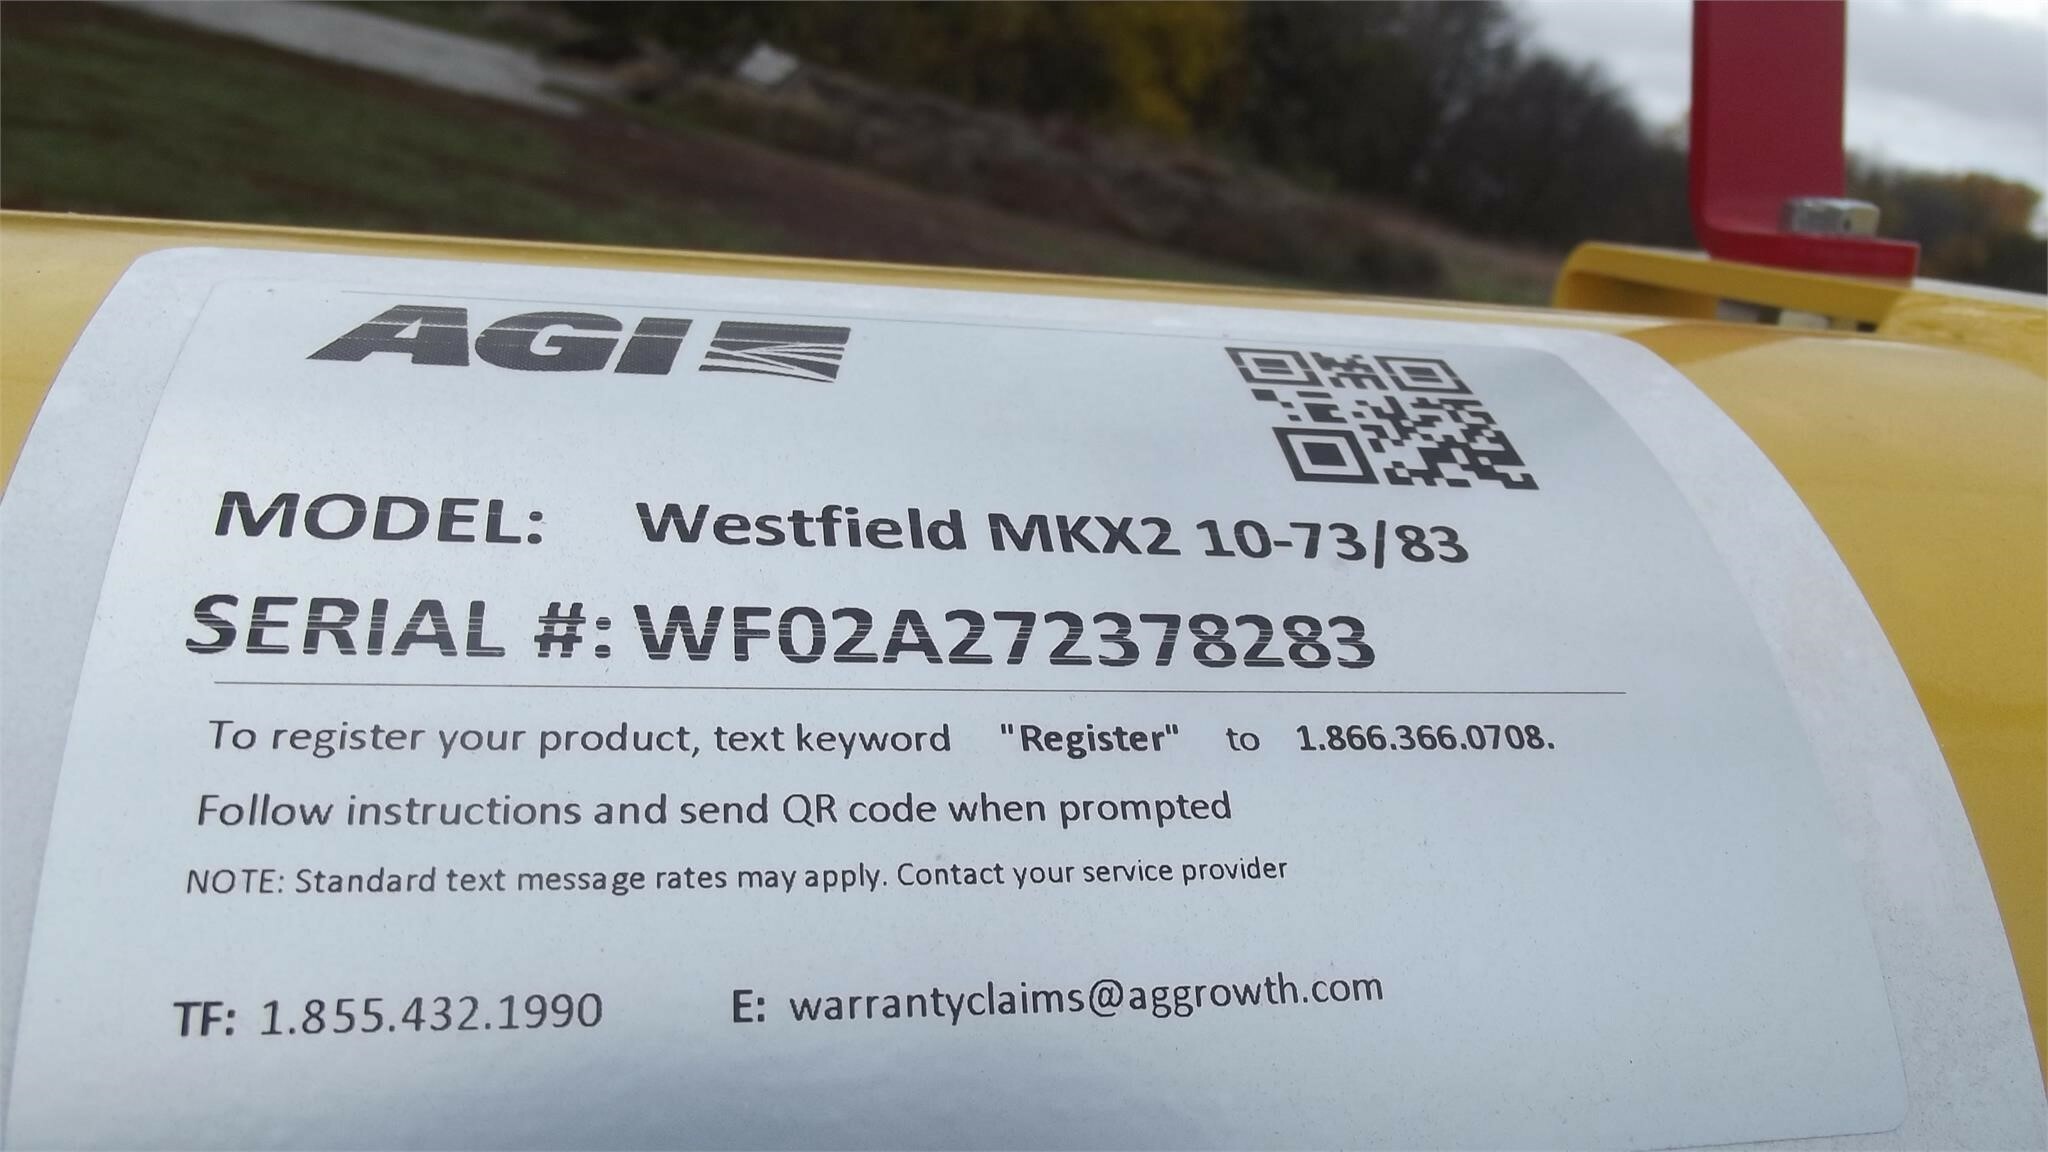 AGI
MODEL: Westfield MKX2 10-73/83
SERIAL #: WF02A272378283
To register your product, text keyword "Register" to 1.866.366.0708.
Follow instructions and send QR code when prompted
NOTE: Standard text message rates may apply. Contact your service provider
TF: 1.855.432.1990 E: warrantyclaims@aggrowth.com